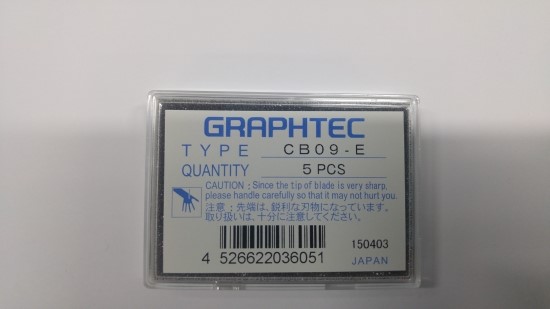 GRAPHTEC
TYPE CB09-E
QUANTITY 5 PCS
CAUTION : Since the tip of blade is very sharp,
please handle carefully so that it may not hurt you.
注意 : 先端は、鋭利な刃物になっています。
取り扱いは、十分に注意してください。
150403
4 526622036051
JAPAN